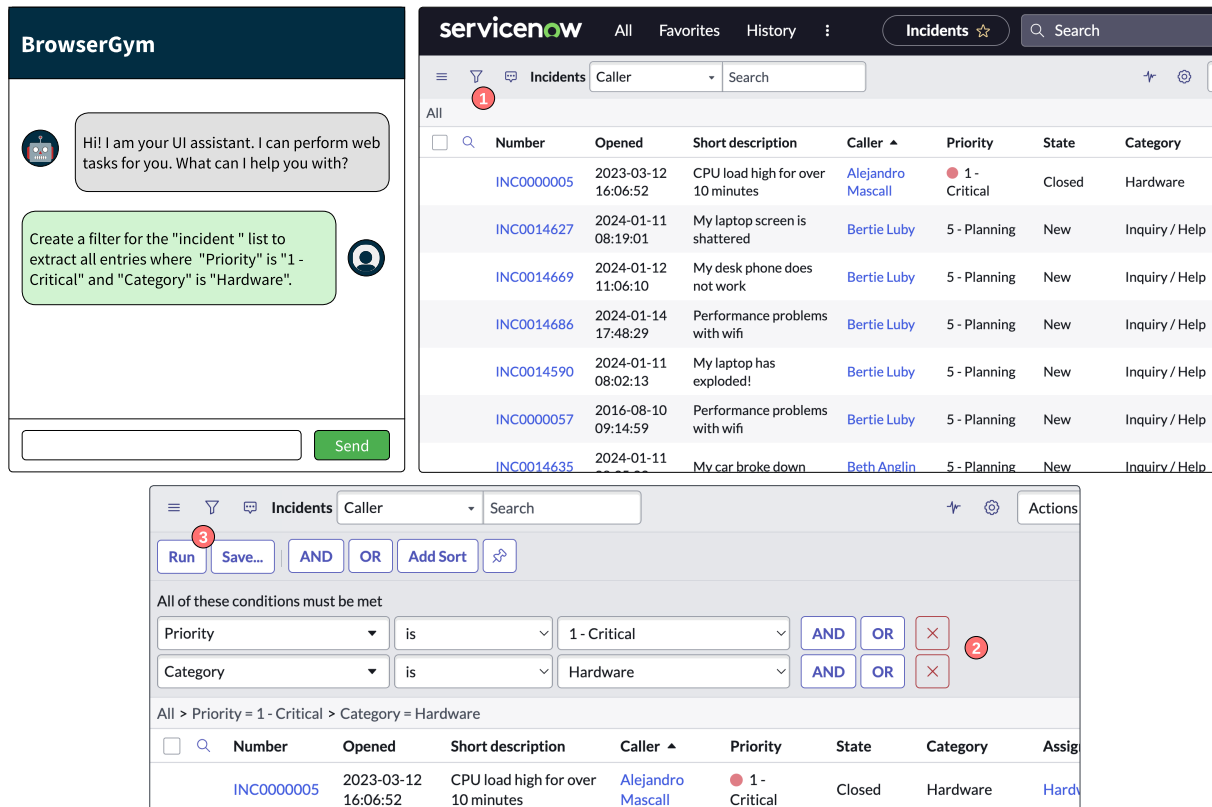 BrowserGym
Hi! I am your UI assistant. I can perform web
tasks for you. What can I help you with?
Create a filter for the "incident " list to
extract all entries where "Priority" is "1 -
Critical" and "Category" is "Hardware".
Send
servicenow All Favorites History Incidents Search
Incidents Caller Search
1
All
Number Opened Short description Caller Priority State Category
INC0000005 2023-03-12 16:06:52 CPU load high for over 10 minutes Alejandro Mascall 1 - Critical Closed Hardware
INC0014627 2024-01-11 08:19:01 My laptop screen is shattered Bertie Luby 5 - Planning New Inquiry / Help
INC0014669 2024-01-12 11:06:10 My desk phone does not work Bertie Luby 5 - Planning New Inquiry / Help
INC0014686 2024-01-14 17:48:29 Performance problems with wifi Bertie Luby 5 - Planning New Inquiry / Help
INC0014590 2024-01-11 08:02:13 My laptop has exploded! Bertie Luby 5 - Planning New Inquiry / Help
INC0000057 2016-08-10 09:14:59 Performance problems with wifi Bertie Luby 5 - Planning New Inquiry / Help
INC0014635 2024-01-11 My car broke down Beth Anglin 5 - Planning New Inquiry / Help
Incidents Caller Search Actions
3
Run Save... AND OR Add Sort
All of these conditions must be met
Priority is 1 - Critical AND OR
2
Category is Hardware AND OR
All > Priority = 1 - Critical > Category = Hardware
Number Opened Short description Caller Priority State Category
INC0000005 2023-03-12 16:06:52 CPU load high for over 10 minutes Alejandro Mascall 1 - Critical Closed Hardware